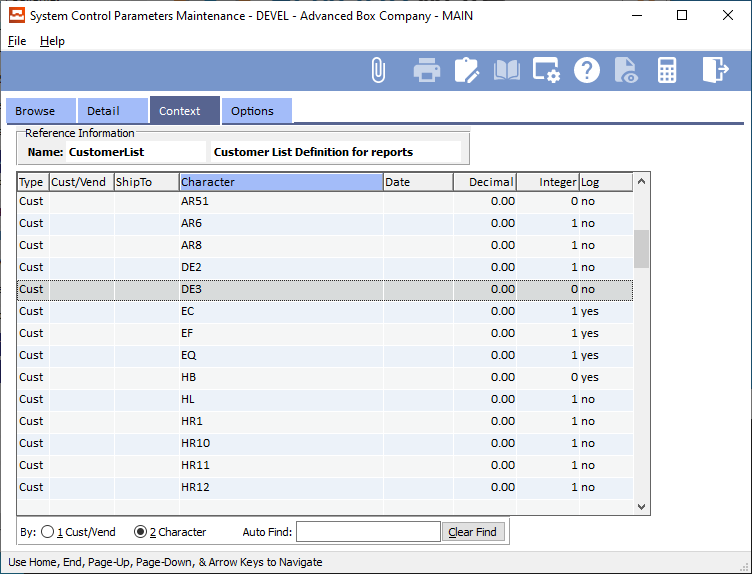 System Control Parameters Maintenance - DEVEL - Advanced Box Company - MAIN
File Help
Browse Detail Context Options
Reference Information
Name: CustomerList Customer List Definition for reports
Type Cust/Vend ShipTo Character Date Decimal Integer Log
Cust AR51 0.00 0 no
Cust AR6 0.00 1 no
Cust AR8 0.00 1 no
Cust DE2 0.00 1 no
Cust DE3 0.00 0 no
Cust EC 0.00 1 yes
Cust EF 0.00 1 yes
Cust EQ 0.00 1 yes
Cust HB 0.00 0 yes
Cust HL 0.00 1 no
Cust HR1 0.00 1 no
Cust HR10 0.00 1 no
Cust HR11 0.00 1 no
Cust HR12 0.00 1 no
By: 1 Cust/Vend 2 Character Auto Find: Clear Find
Use Home, End, Page-Up, Page-Down, & Arrow Keys to Navigate